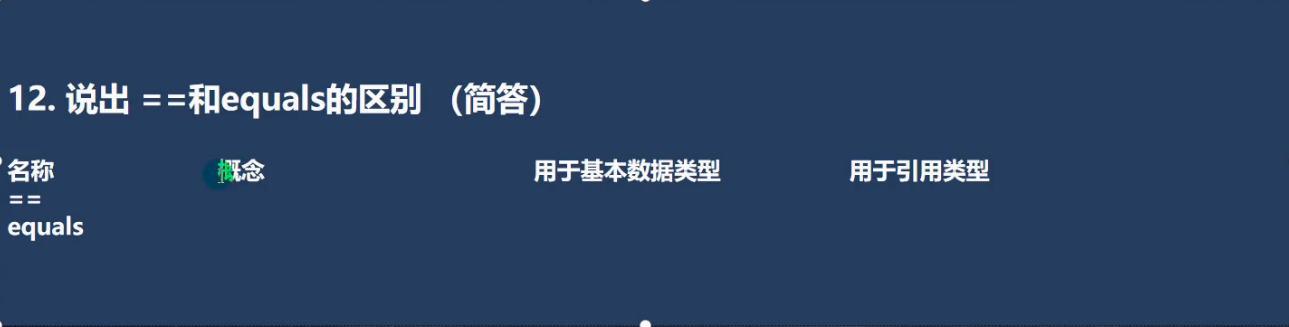 12. 说出 ==和equals的区别 （简答）
名称 概念 用于基本数据类型 用于引用类型
==
equals